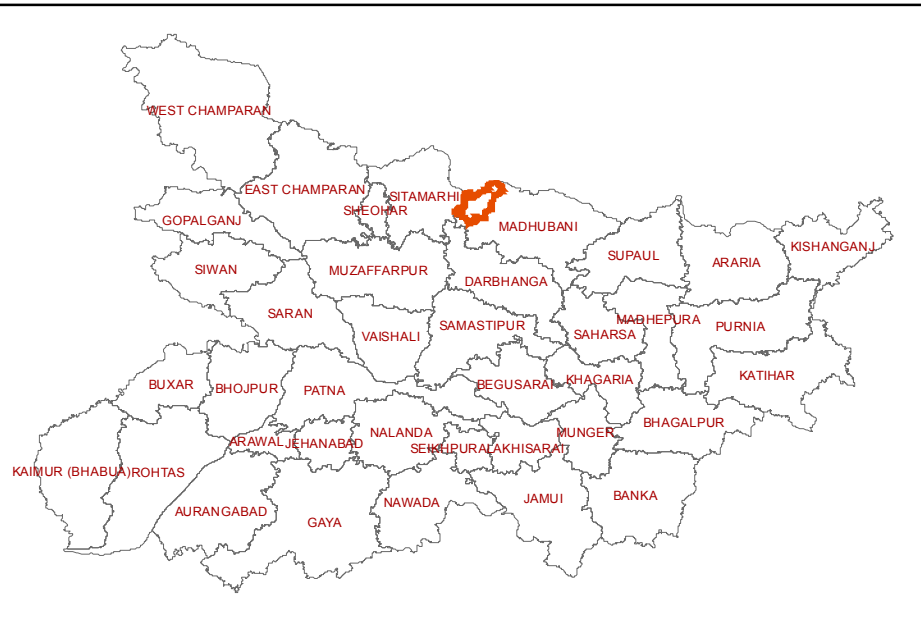 WEST CHAMPARAN
EAST CHAMPARAN
SITAMARHI
SHEOHAR
GOPALGANJ
MADHUBANI
KISHANGANJ
SUPAUL
ARARIA
SIWAN
MUZAFFARPUR
DARBHANGA
SARAN
MADHEPURA
SAMASTIPUR
PURNIA
VAISHALI
SAHARSA
KATIHAR
BUXAR
BHOJPUR
PATNA
BEGUSARAI
KHAGARIA
BHAGALPUR
ARAWAL
JEHANABAD
NALANDA
MUNGER
SEIKHPURA
LAKHISARAI
KAIMUR (BHABUA)
ROHTAS
BANKA
JAMUI
NAWADA
AURANGABAD
GAYA